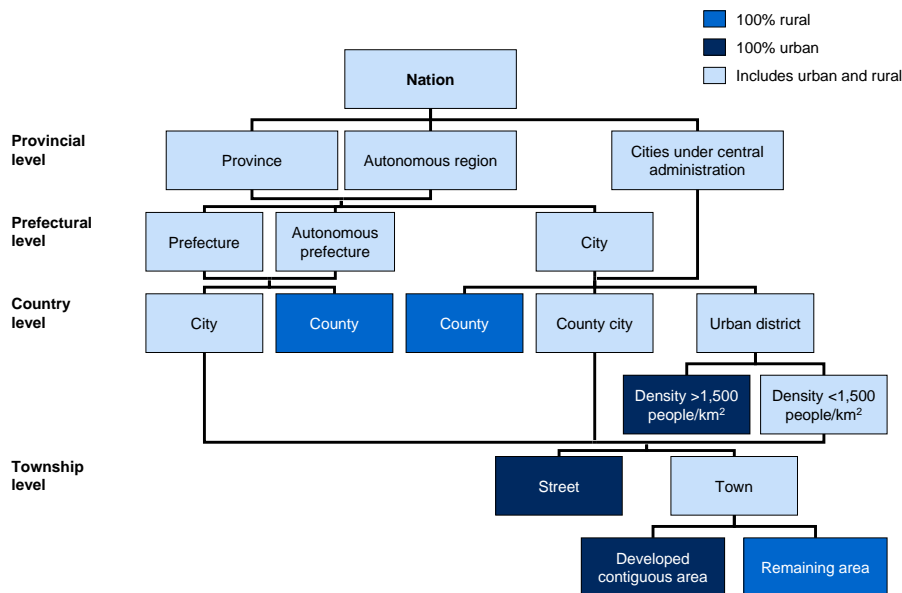 100% rural
100% urban
Includes urban and rural
Nation
Provincial
level
Province
Autonomous region
Cities under central
administration
Prefectural
level
Prefecture
Autonomous
prefecture
City
Country
level
City
County
County
County city
Urban district
Density >1,500
people/km²
Density <1,500
people/km²
Township
level
Street
Town
Developed
contiguous area
Remaining area